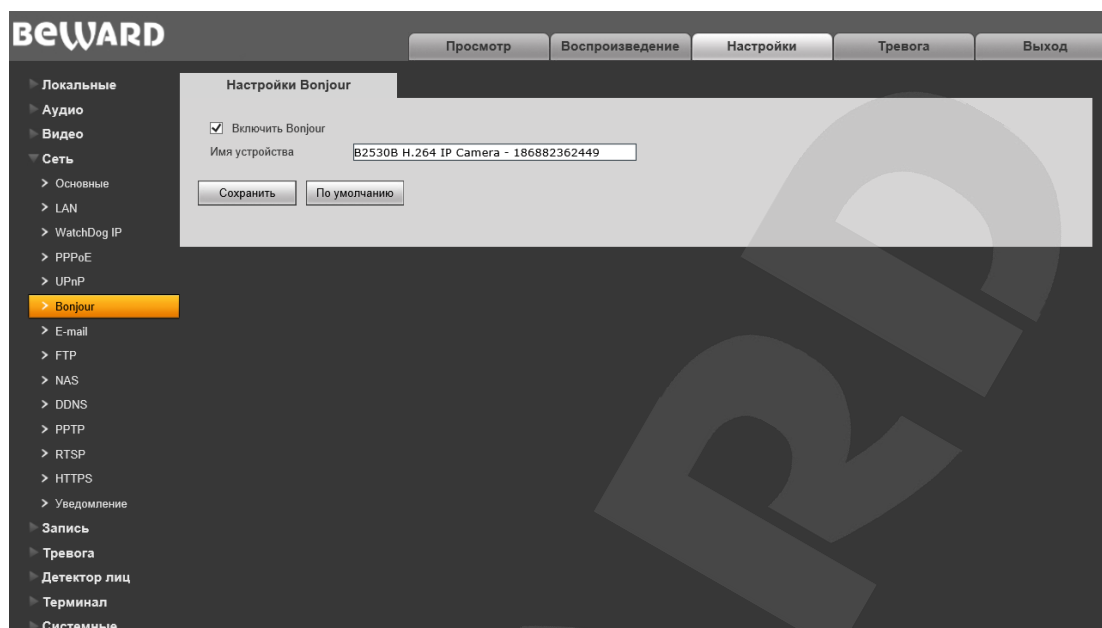 BEWARD
Просмотр
Воспроизведение
Настройки
Тревога
Выход
Локальные
Аудио
Видео
Сеть
Основные
LAN
WatchDog IP
PPPoE
UPnP
Bonjour
E-mail
FTP
NAS
DDNS
PPTP
RTSP
HTTPS
Уведомление
Запись
Тревога
Детектор лиц
Терминал
Системные
Настройки Bonjour
Включить Bonjour
Имя устройства B2530B H.264 IP Camera - 186882362449
Сохранить По умолчанию